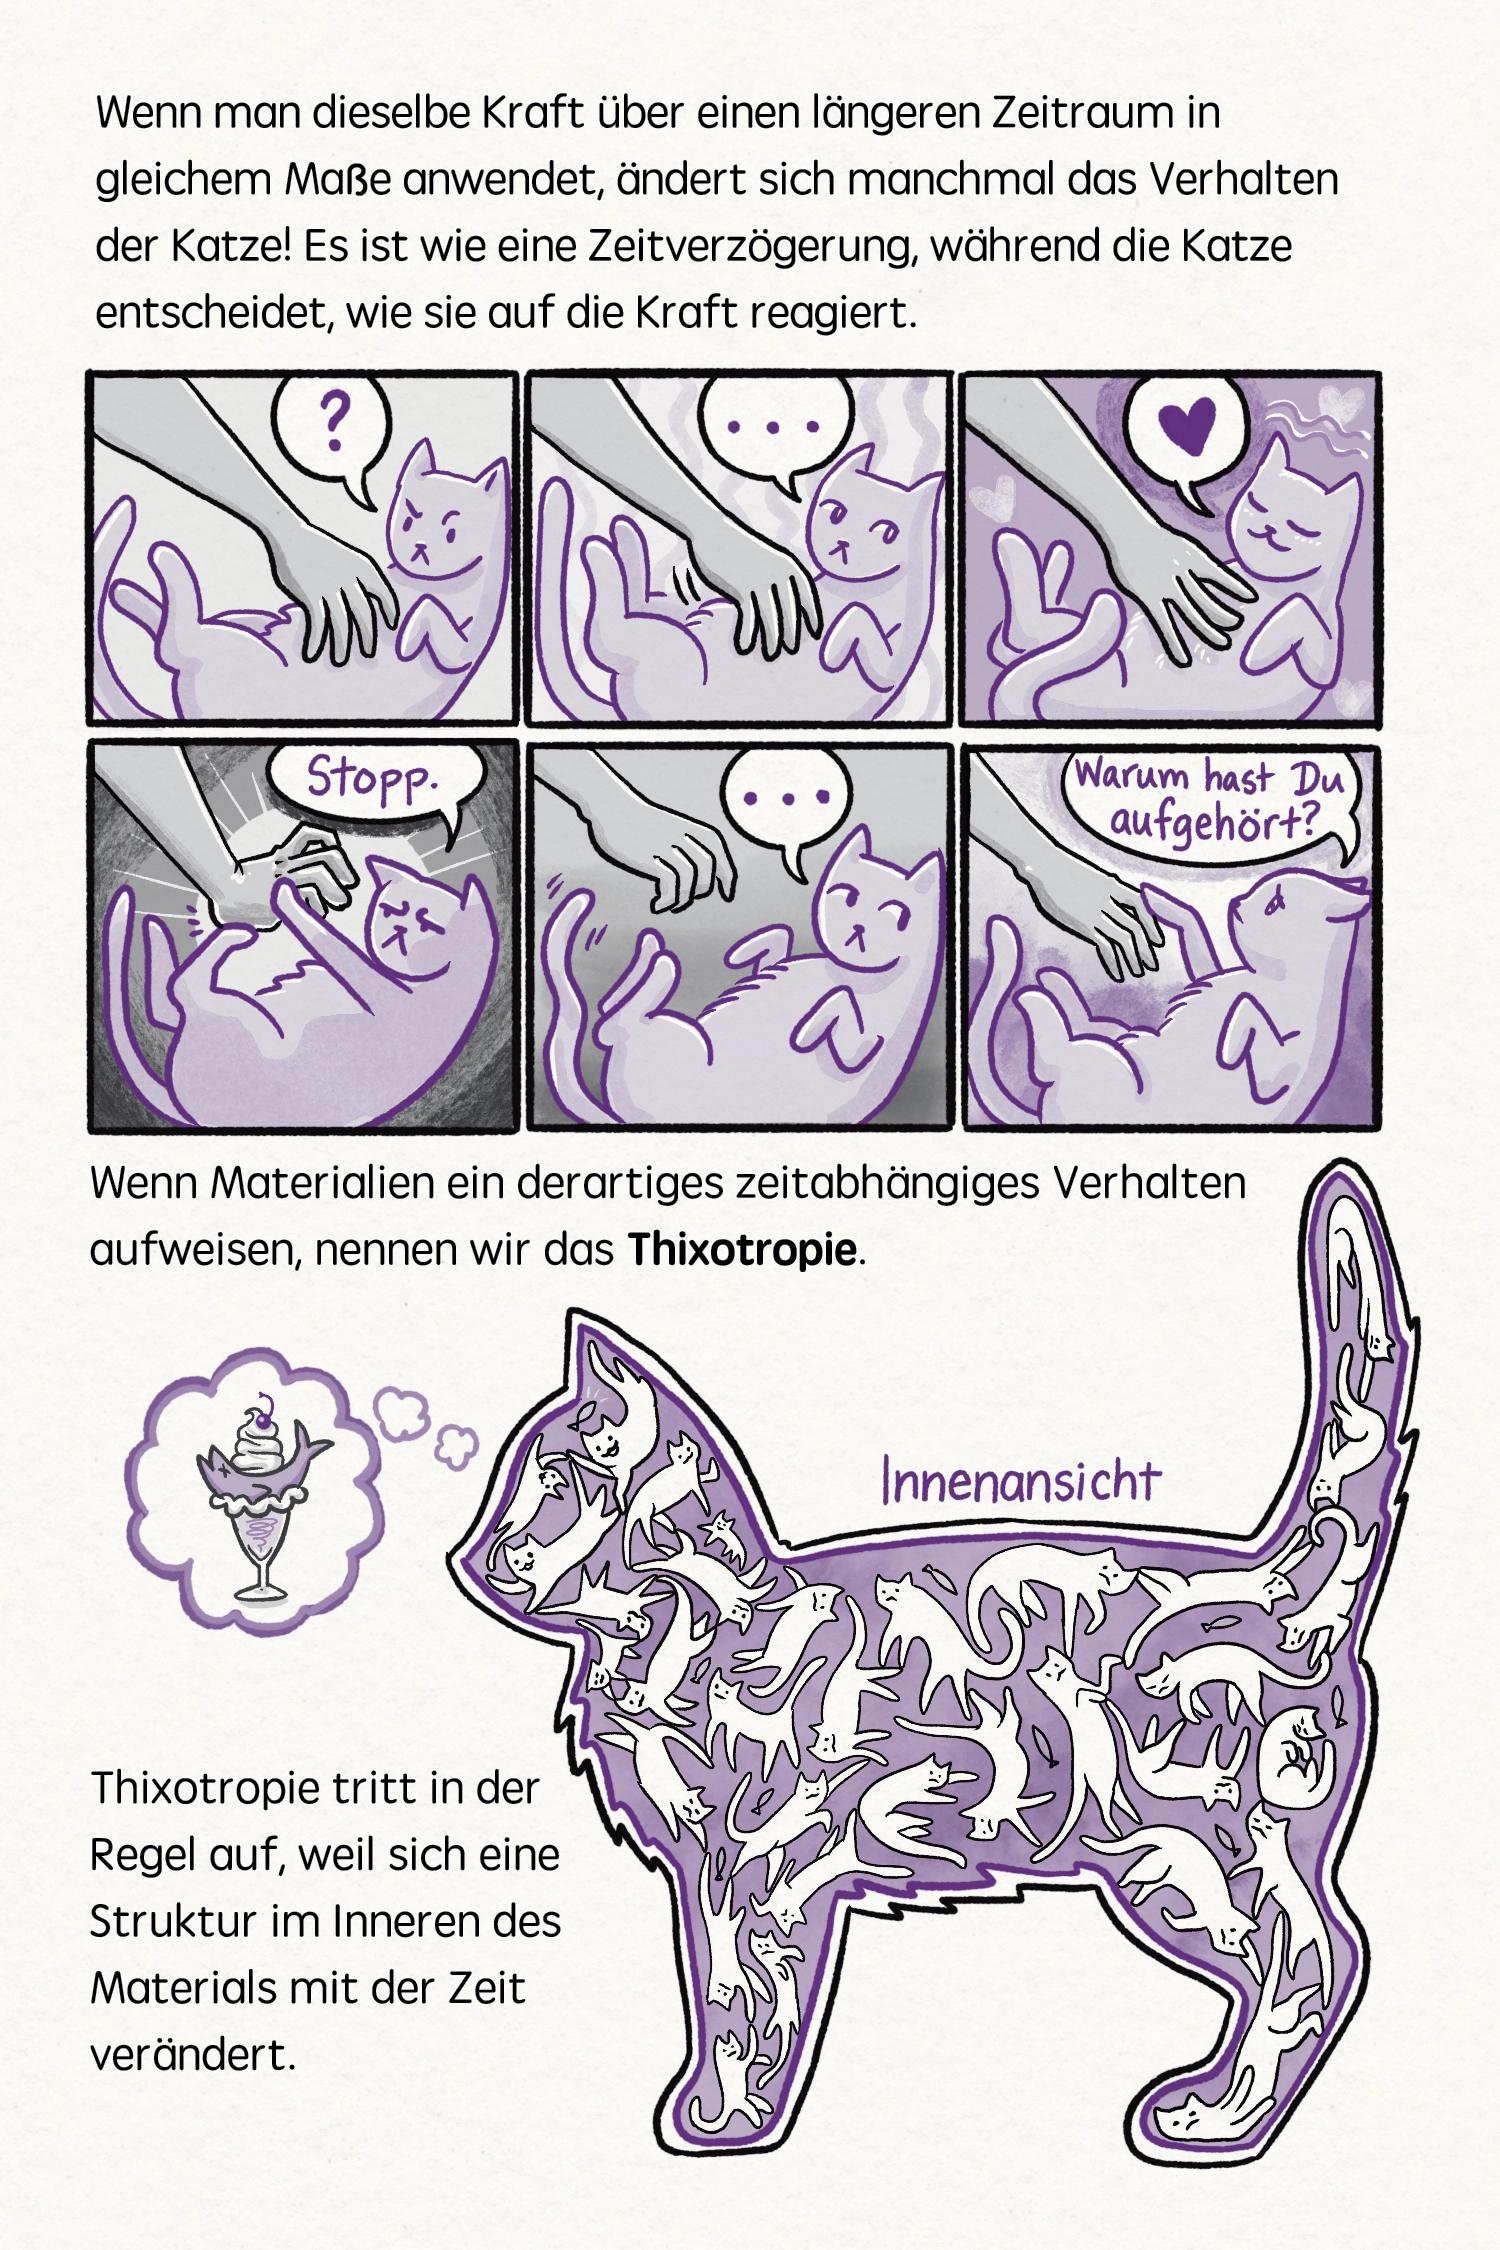 Wenn man dieselbe Kraft über einen längeren Zeitraum in
gleichem Maße anwendet, ändert sich manchmal das Verhalten
der Katze! Es ist wie eine Zeitverzögerung, während die Katze
entscheidet, wie sie auf die Kraft reagiert.
?
...
Stopp.
...
Warum hast Du
aufgehört?
Wenn Materialien ein derartiges zeitabhängiges Verhalten
aufweisen, nennen wir das Thixotropie.
Innenansicht
Thixotropie tritt in der
Regel auf, weil sich eine
Struktur im Inneren des
Materials mit der Zeit
verändert.